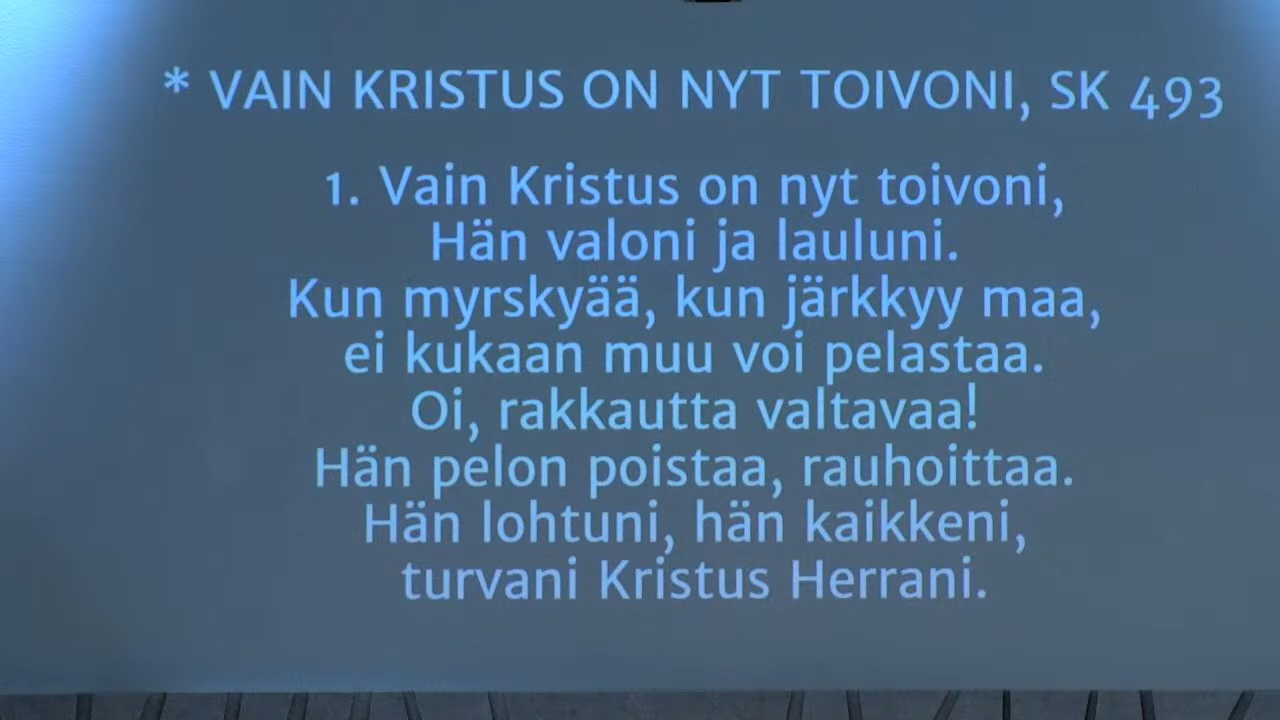 * VAIN KRISTUS ON NYT TOIVONI, SK 493
1. Vain Kristus on nyt toivoni,
Hän valoni ja lauluni.
Kun myrskyää, kun järkkyy maa,
ei kukaan muu voi pelastaa.
Oi, rakkautta valtavaa!
Hän pelon poistaa, rauhoittaa.
Hän lohtuni, hän kaikkeni,
turvani Kristus Herrani.